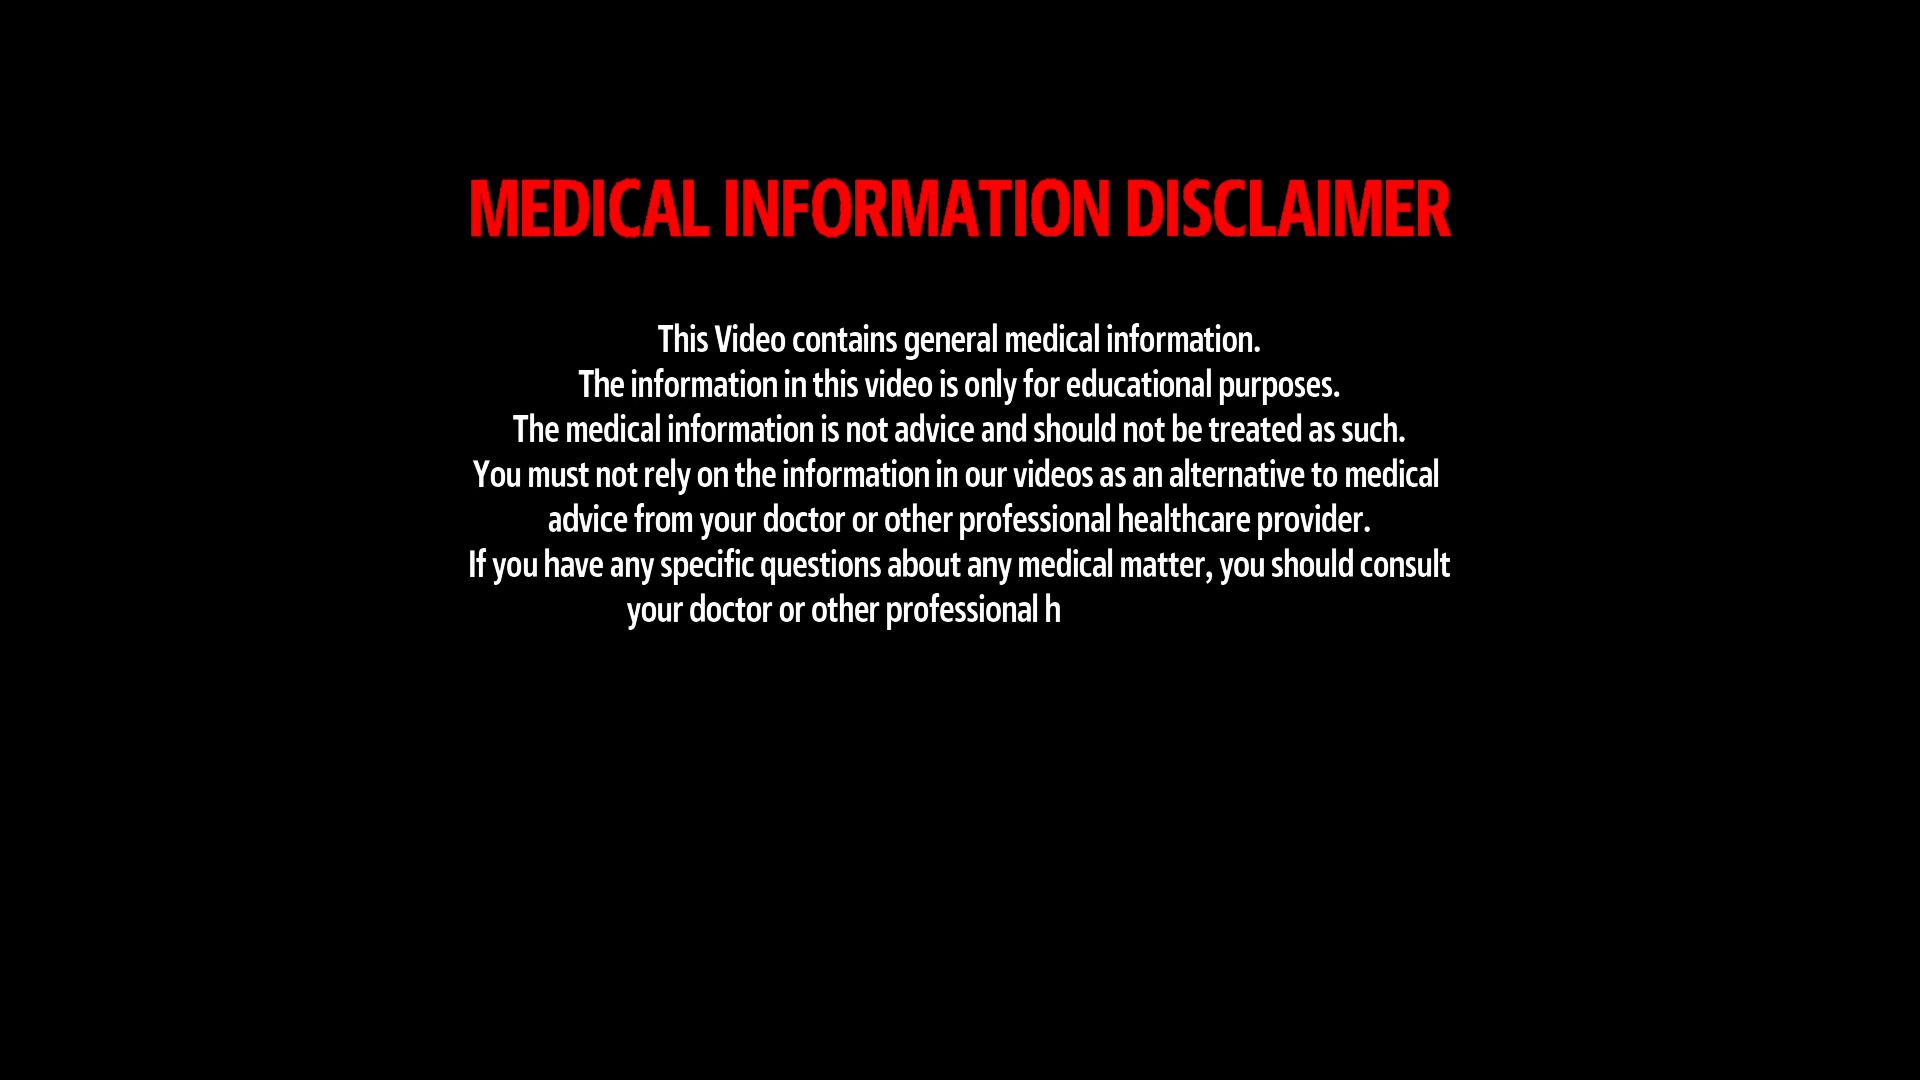 MEDICAL INFORMATION DISCLAIMER
This Video contains general medical information.
The information in this video is only for educational purposes.
The medical information is not advice and should not be treated as such.
You must not rely on the information in our videos as an alternative to medical
advice from your doctor or other professional healthcare provider.
If you have any specific questions about any medical matter, you should consult
your doctor or other professional h